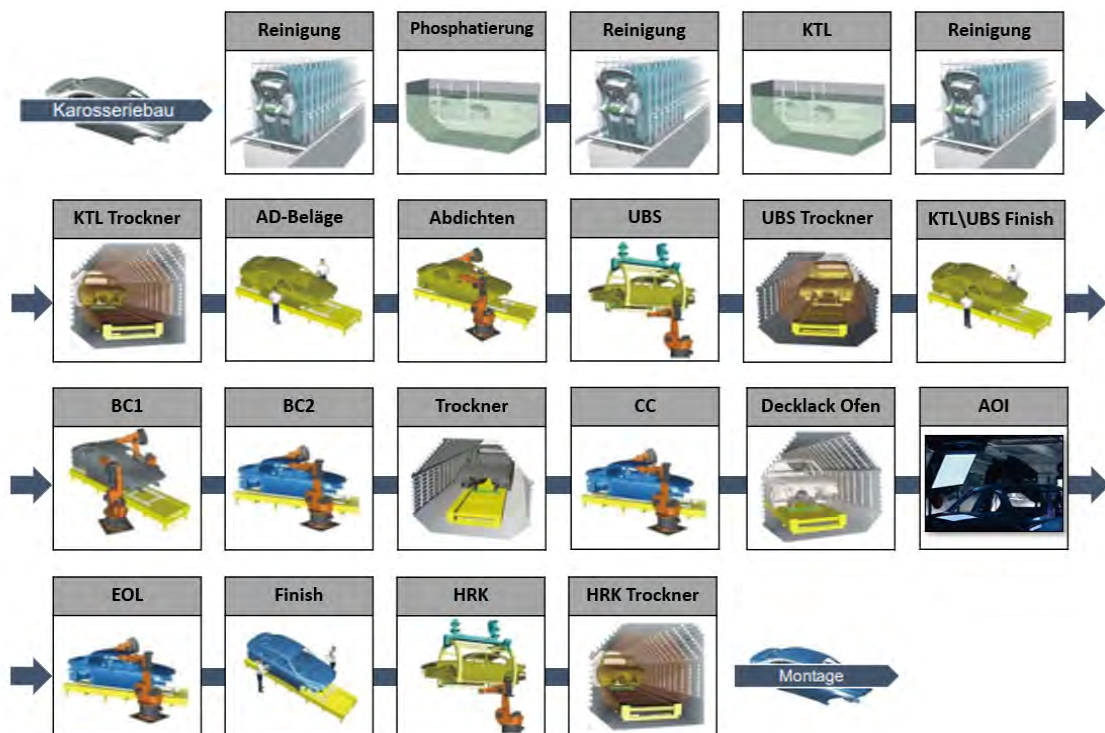 Reinigung
Phosphatierung
Reinigung
KTL
Reinigung
Karosseriebau
KTL Trockner
AD-Beläge
Abdichten
UBS
UBS Trockner
KTL\UBS Finish
BC1
BC2
Trockner
CC
Decklack Ofen
AOI
EOL
Finish
HRK
HRK Trockner
Montage